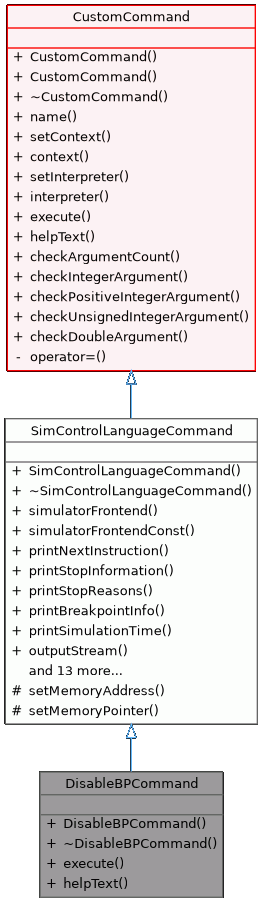 CustomCommand
+ CustomCommand()
+ CustomCommand()
+ ~CustomCommand()
+ name()
+ setContext()
+ context()
+ setInterpreter()
+ interpreter()
+ execute()
+ helpText()
+ checkArgumentCount()
+ checkIntegerArgument()
+ checkPositiveIntegerArgument()
+ checkUnsignedIntegerArgument()
+ checkDoubleArgument()
- operator=()
SimControlLanguageCommand
+ SimControlLanguageCommand()
+ ~SimControlLanguageCommand()
+ simulatorFrontend()
+ simulatorFrontendConst()
+ printNextInstruction()
+ printStopInformation()
+ printStopReasons()
+ printBreakpointInfo()
+ printSimulationTime()
+ outputStream()
and 13 more...
# setMemoryAddress()
# setMemoryPointer()
DisableBPCommand
+ DisableBPCommand()
+ ~DisableBPCommand()
+ execute()
+ helpText()